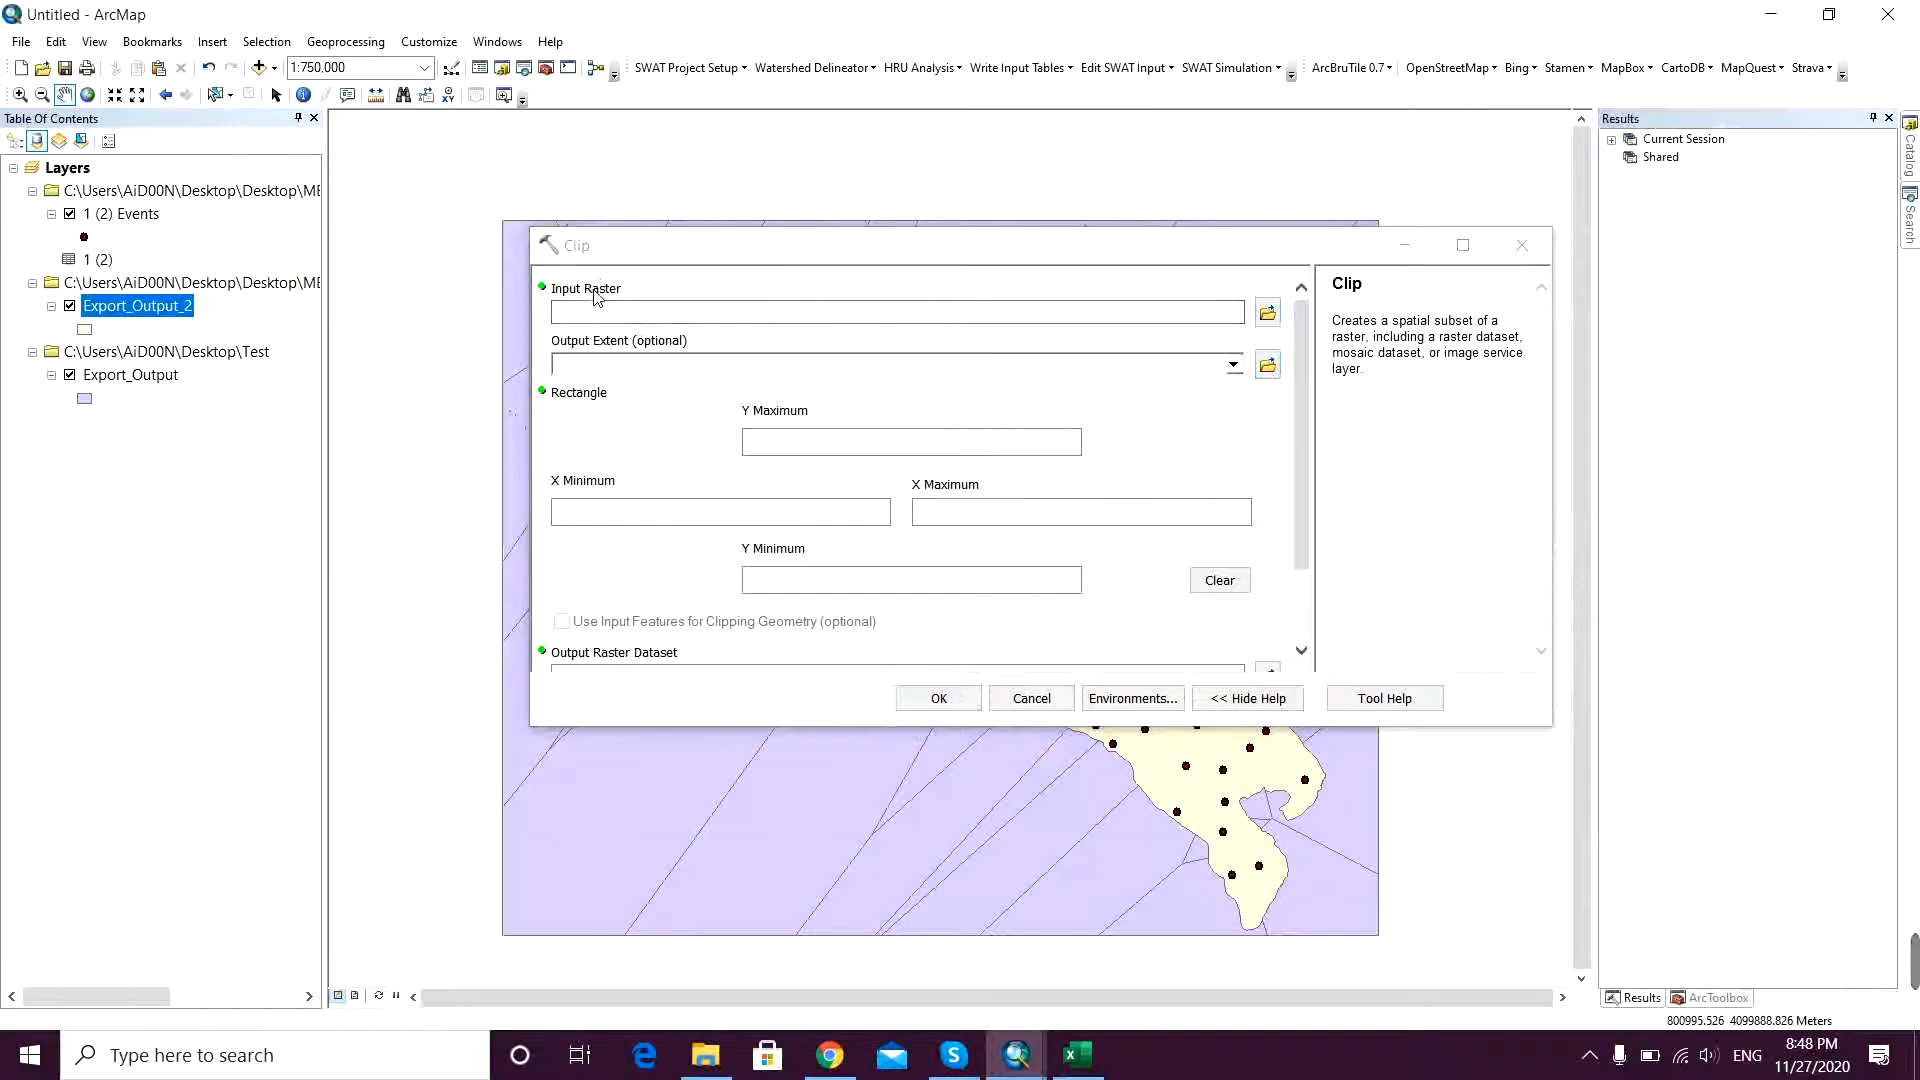 Untitled - ArcMap
File Edit View Bookmarks Insert Selection Geoprocessing Customize Windows Help
1:750,000
SWAT Project Setup Watershed Delineator HRU Analysis Write Input Tables Edit SWAT Input SWAT Simulation ArcBruTile 0.7 OpenStreetMap Bing Stamen MapBox CartoDB MapQuest Strava
Table Of Contents
Layers
C:\Users\AiD00N\Desktop\Desktop\ME
1 (2) Events
1 (2)
C:\Users\AiD00N\Desktop\Desktop\ME
Export_Output_2
C:\Users\AiD00N\Desktop\Test
Export_Output
Clip
Input Raster
Output Extent (optional)
Rectangle
Y Maximum
X Minimum
X Maximum
Y Minimum
Clear
Use Input Features for Clipping Geometry (optional)
Output Raster Dataset
OK Cancel Environments... << Hide Help Tool Help
Clip
Creates a spatial subset of a
raster, including a raster dataset,
mosaic dataset, or image service
layer.
Results
Current Session
Shared
Catalog
Search
Results ArcToolbox
800995.526 4099888.826 Meters
Type here to search
ENG
8:48 PM
11/27/2020